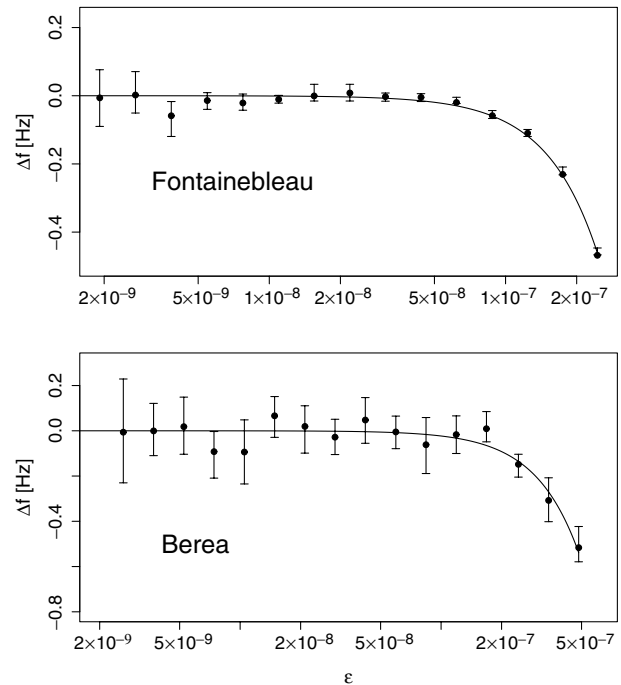 0.2
0.0
−0.2
−0.4
Δf [Hz]
Fontainebleau
2×10⁻⁹ 5×10⁻⁹ 1×10⁻⁸ 2×10⁻⁸ 5×10⁻⁸ 1×10⁻⁷ 2×10⁻⁷
0.2
0.0
−0.4
−0.8
Δf [Hz]
Berea
2×10⁻⁹ 5×10⁻⁹ 2×10⁻⁸ 5×10⁻⁸ 2×10⁻⁷ 5×10⁻⁷
ε